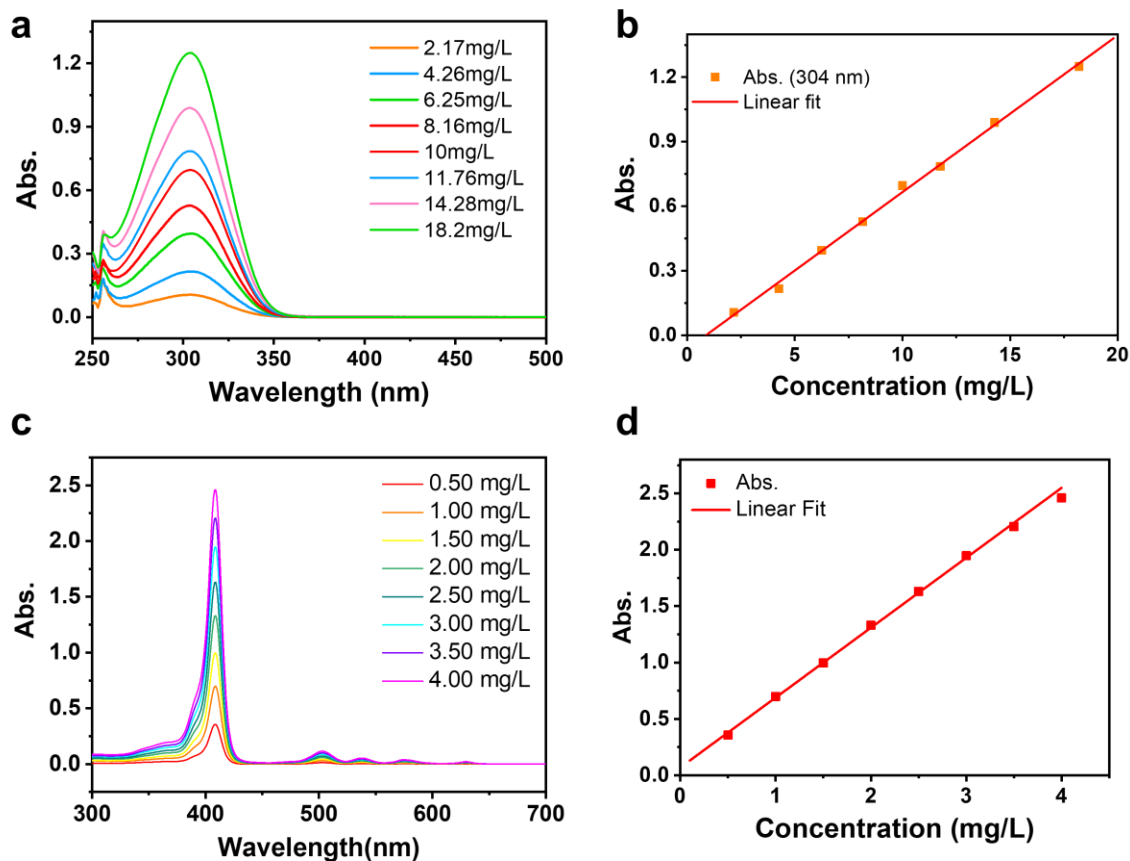 a
Abs.
1.2
0.9
0.6
0.3
0.0
2.17mg/L
4.26mg/L
6.25mg/L
8.16mg/L
10mg/L
11.76mg/L
14.28mg/L
18.2mg/L
250 300 350 400 450 500
Wavelength (nm)
b
Abs.
1.2
0.9
0.6
0.3
0.0
Abs. (304 nm)
Linear fit
0 5 10 15 20
Concentration (mg/L)
c
Abs.
2.5
2.0
1.5
1.0
0.5
0.0
0.50 mg/L
1.00 mg/L
1.50 mg/L
2.00 mg/L
2.50 mg/L
3.00 mg/L
3.50 mg/L
4.00 mg/L
300 400 500 600 700
Wavelength(nm)
d
Abs.
2.5
2.0
1.5
1.0
0.5
0.0
Abs.
Linear Fit
0 1 2 3 4
Concentration (mg/L)